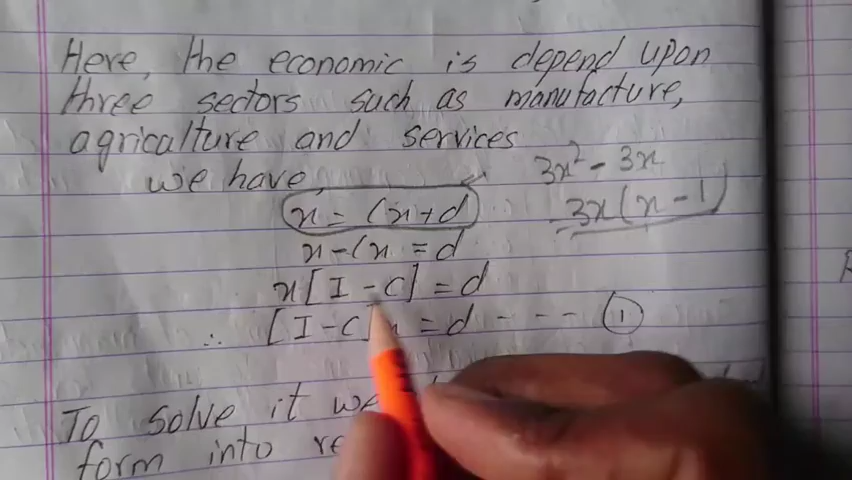 Here, the economic is depend upon
three sectors such as manufacture,
agriculture and services
we have,
3x² - 3x
x = Cx + d
3x(x - 1)
x - Cx = d
x[I - C] = d
∴ [I - C]x = d - - - ①
To solve it we
form into